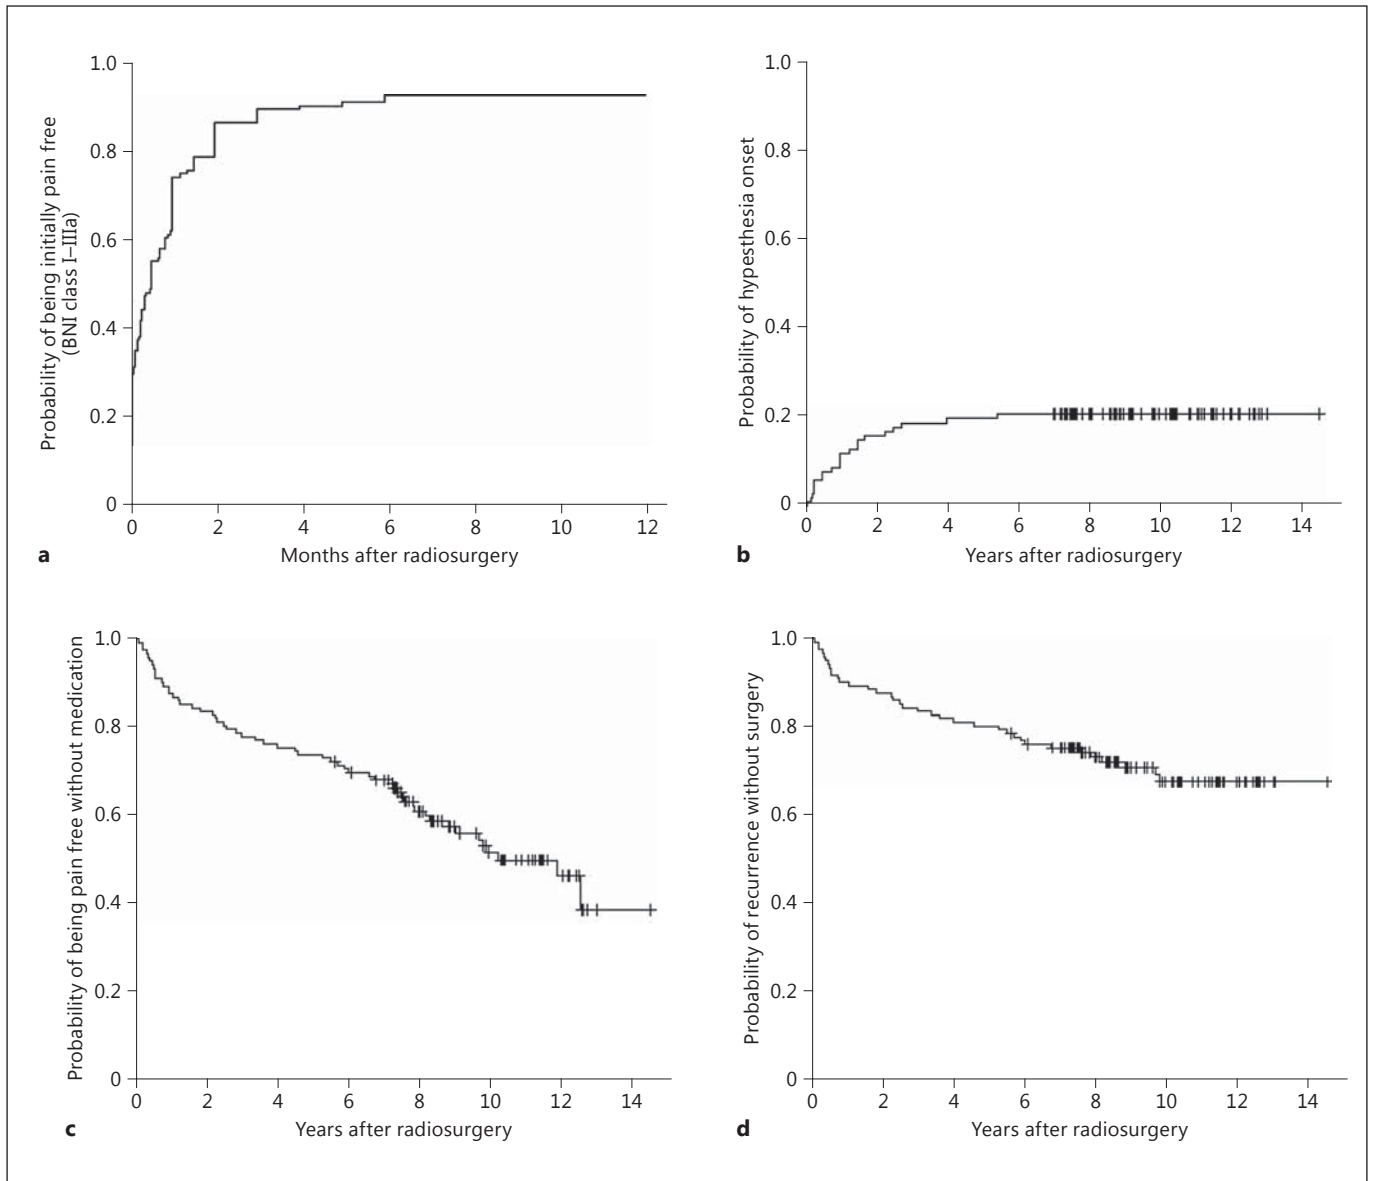 1.0
0.8
0.6
0.4
0.2
0
Probability of being initially pain free
(BNI class I–IIIa)
0 2 4 6 8 10 12
Months after radiosurgery
a
1.0
0.8
0.6
0.4
0.2
0
Probability of hypesthesia onset
0 2 4 6 8 10 12 14
Years after radiosurgery
b
1.0
0.8
0.6
0.4
0.2
0
Probability of being pain free without medication
0 2 4 6 8 10 12 14
Years after radiosurgery
c
1.0
0.8
0.6
0.4
0.2
0
Probability of recurrence without surgery
0 2 4 6 8 10 12 14
Years after radiosurgery
d